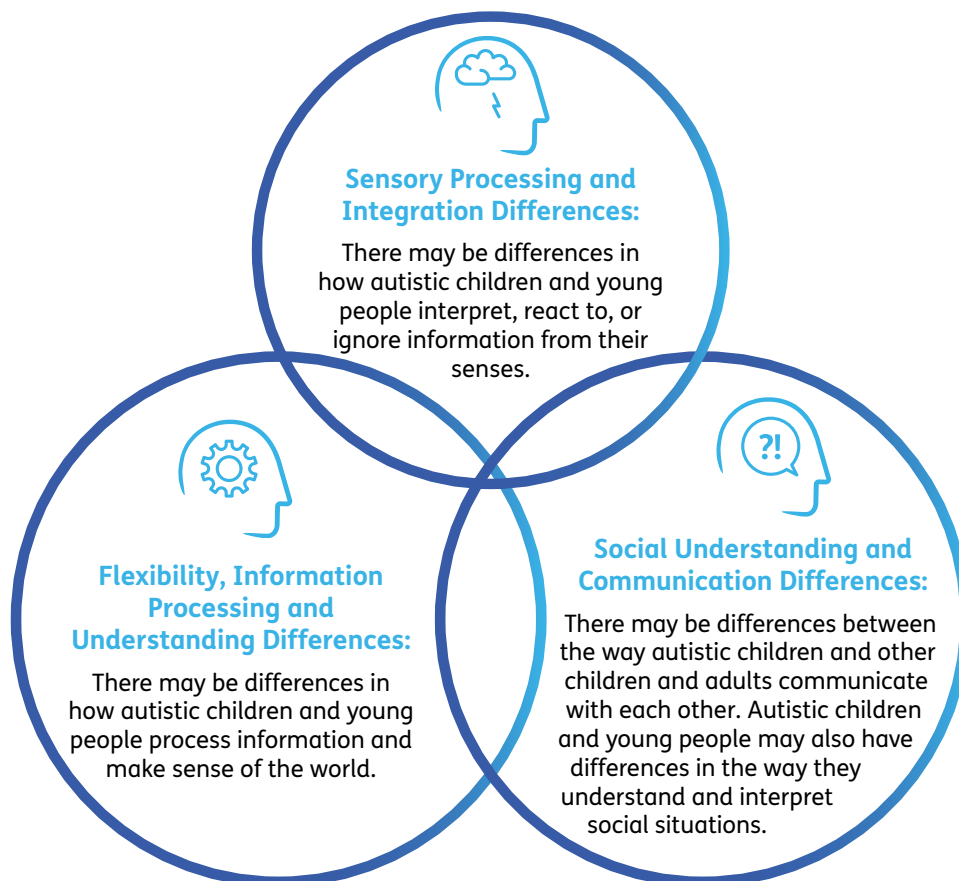 Sensory Processing and
Integration Differences:
There may be differences in
how autistic children and young
people interpret, react to, or
ignore information from their
senses.
Flexibility, Information
Processing and
Understanding Differences:
There may be differences in
how autistic children and young
people process information and
make sense of the world.
?!
Social Understanding and
Communication Differences:
There may be differences between
the way autistic children and other
children and adults communicate
with each other. Autistic children
and young people may also have
differences in the way they
understand and interpret
social situations.